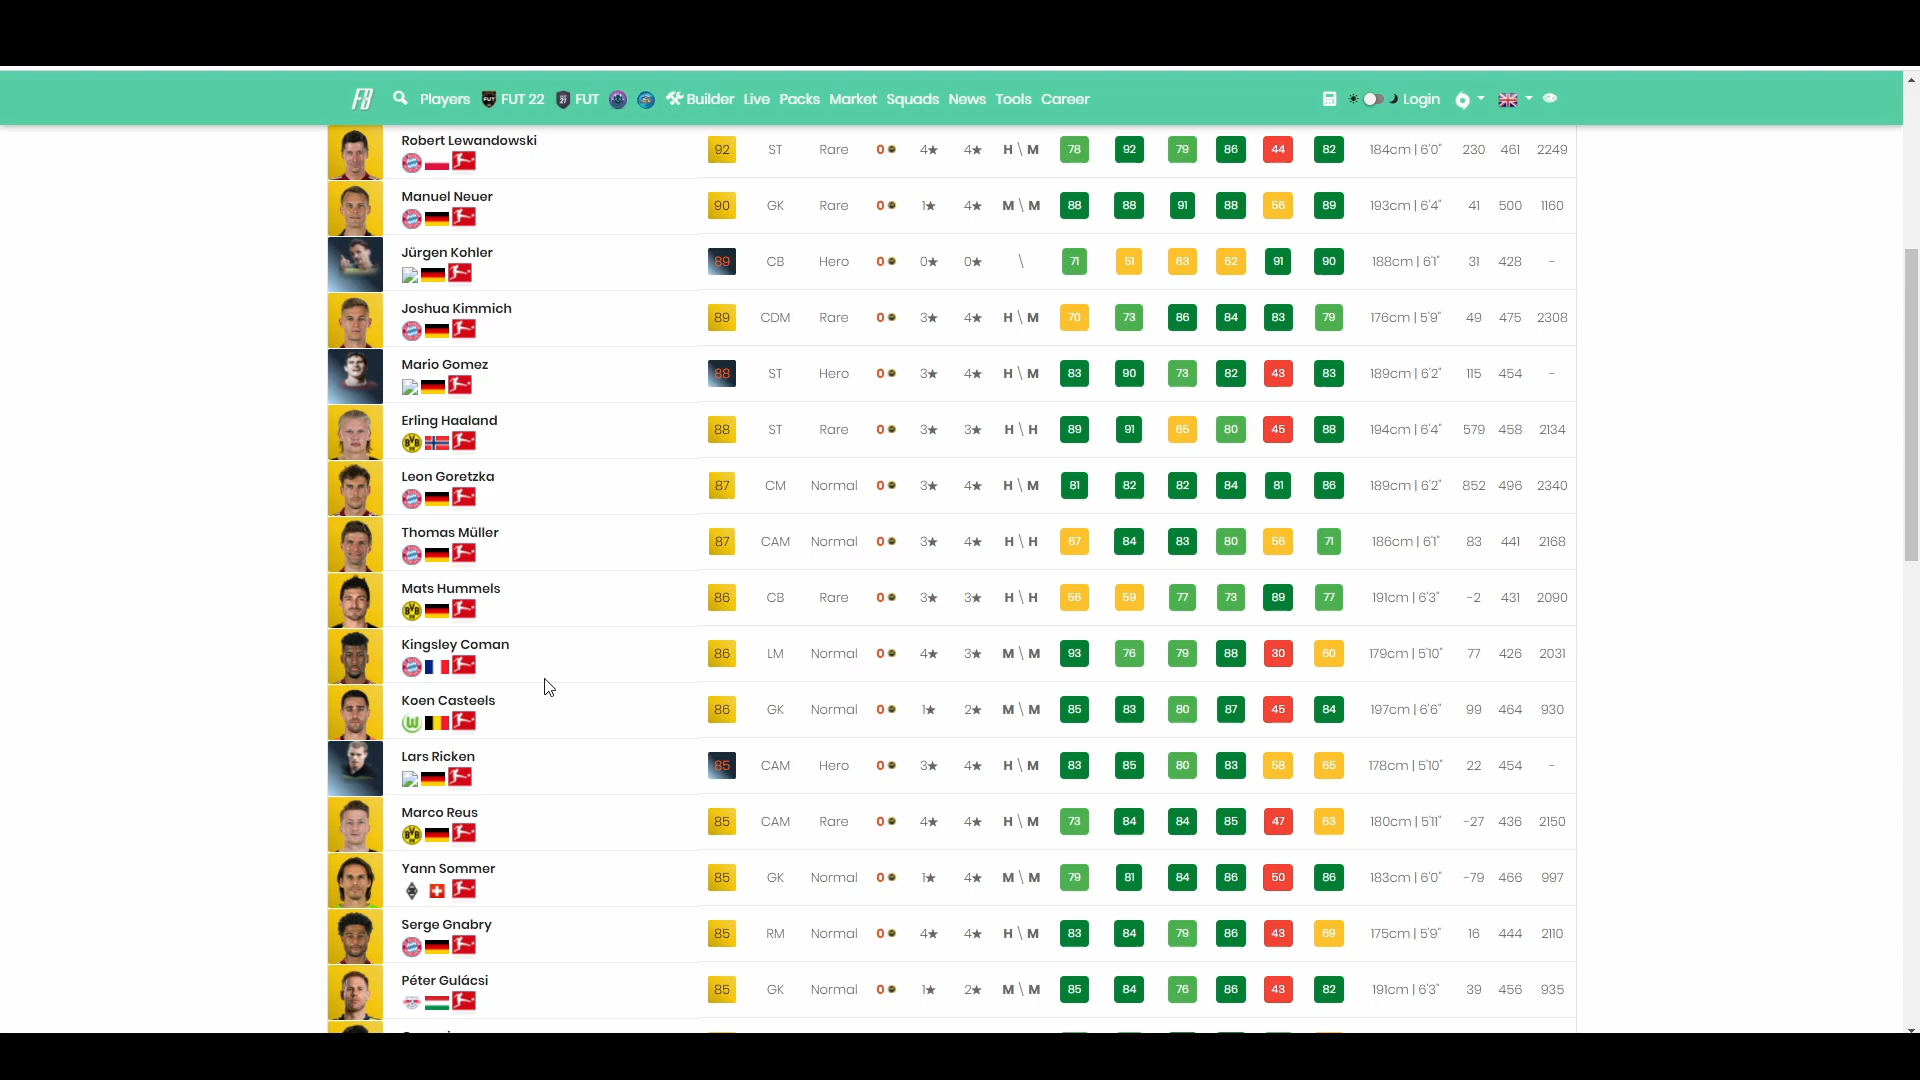 FB Players FUT FUT 22 21 FUT Builder Live Packs Market Squads News Tools Career Login
Robert Lewandowski 92 ST Rare 0 4★ 4★ H \ M 78 92 79 86 44 82 184cm | 6'0" 230 461 2249
Manuel Neuer 90 GK Rare 0 1★ 4★ M \ M 88 88 91 88 56 89 193cm | 6'4" 41 500 1160
Jürgen Kohler 89 CB Hero 0 0★ 0★ \ 71 51 63 62 91 90 188cm | 6'1" 31 428 -
Joshua Kimmich 89 CDM Rare 0 3★ 4★ H \ M 70 73 86 84 83 79 176cm | 5'9" 49 475 2308
Mario Gomez 88 ST Hero 0 3★ 4★ H \ M 83 90 73 82 43 83 189cm | 6'2" 115 454 -
Erling Haaland BVB 88 ST Rare 0 3★ 3★ H \ H 89 91 65 80 45 88 194cm | 6'4" 579 458 2134
Leon Goretzka 87 CM Normal 0 3★ 4★ H \ M 81 82 82 84 81 86 189cm | 6'2" 852 496 2340
Thomas Müller 87 CAM Normal 0 3★ 4★ H \ H 67 84 83 80 56 71 186cm | 6'1" 83 441 2168
Mats Hummels BVB 86 CB Rare 0 3★ 3★ H \ H 56 59 77 73 89 77 191cm | 6'3" -2 431 2090
Kingsley Coman 86 LM Normal 0 4★ 3★ M \ M 93 76 79 88 30 60 179cm | 5'10" 77 426 2031
Koen Casteels 86 GK Normal 0 1★ 2★ M \ M 85 83 80 87 45 84 197cm | 6'6" 99 464 930
Lars Ricken 85 CAM Hero 0 3★ 4★ H \ M 83 85 80 83 58 65 178cm | 5'10" 22 454 -
Marco Reus BVB 85 CAM Rare 0 4★ 4★ H \ M 73 84 84 85 47 63 180cm | 5'11" -27 436 2150
Yann Sommer 85 GK Normal 0 1★ 4★ M \ M 79 81 84 86 50 86 183cm | 6'0" -79 466 997
Serge Gnabry 85 RM Normal 0 4★ 4★ H \ M 83 84 79 86 43 69 175cm | 5'9" 16 444 2110
Péter Gulácsi 85 GK Normal 0 1★ 2★ M \ M 85 84 76 86 43 82 191cm | 6'3" 39 456 935